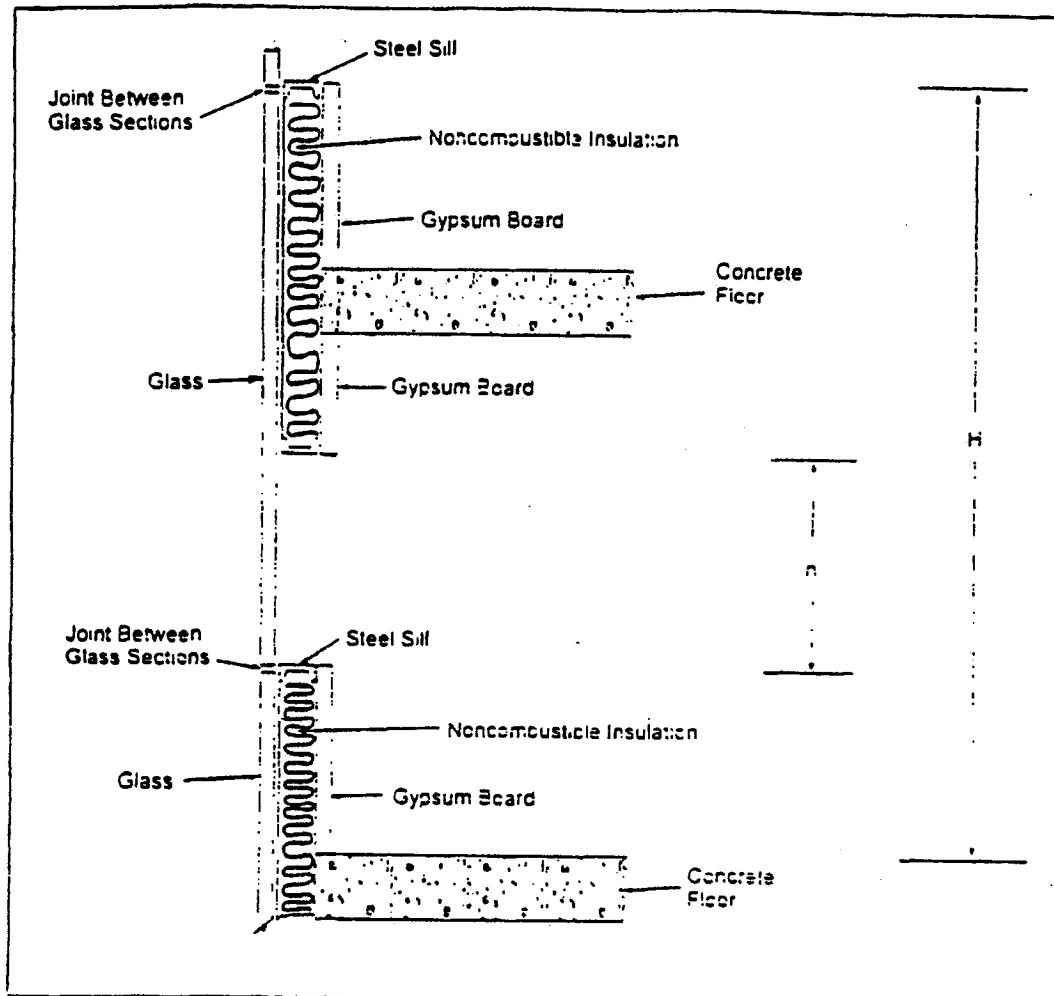 Steel Sill
Joint Between
Glass Sections
Noncombustible Insulation
Gypsum Board
Concrete
Floor
Glass
Gypsum Board
H
Joint Between
Glass Sections
Steel Sill
Noncombustible Insulation
Glass
Gypsum Board
Concrete
Floor